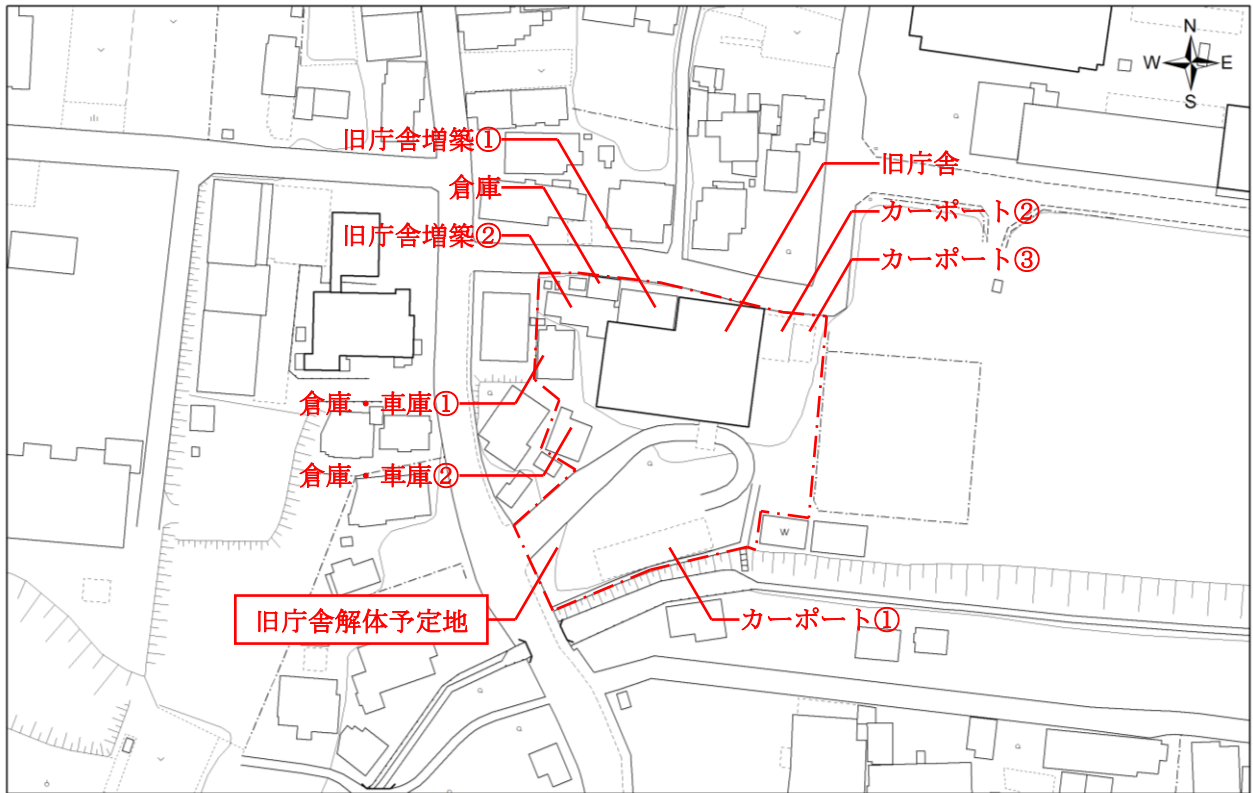 N
W E
S
旧庁舎増築①
旧庁舎
倉庫
カーポート②
旧庁舎増築②
カーポート③
倉庫・車庫①
倉庫・車庫②
W
旧庁舎解体予定地
カーポート①